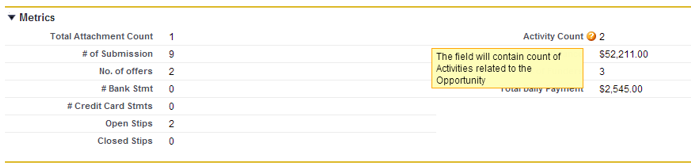 Metrics
Total Attachment Count 1 Activity Count 2
# of Submission 9 $52,211.00
No. of offers 2 3
# Bank Stmt 0 Total Daily Payment $2,545.00
# Credit Card Stmts 0
Open Stips 2
Closed Stips 0
The field will contain count of
Activities related to the
Opportunity